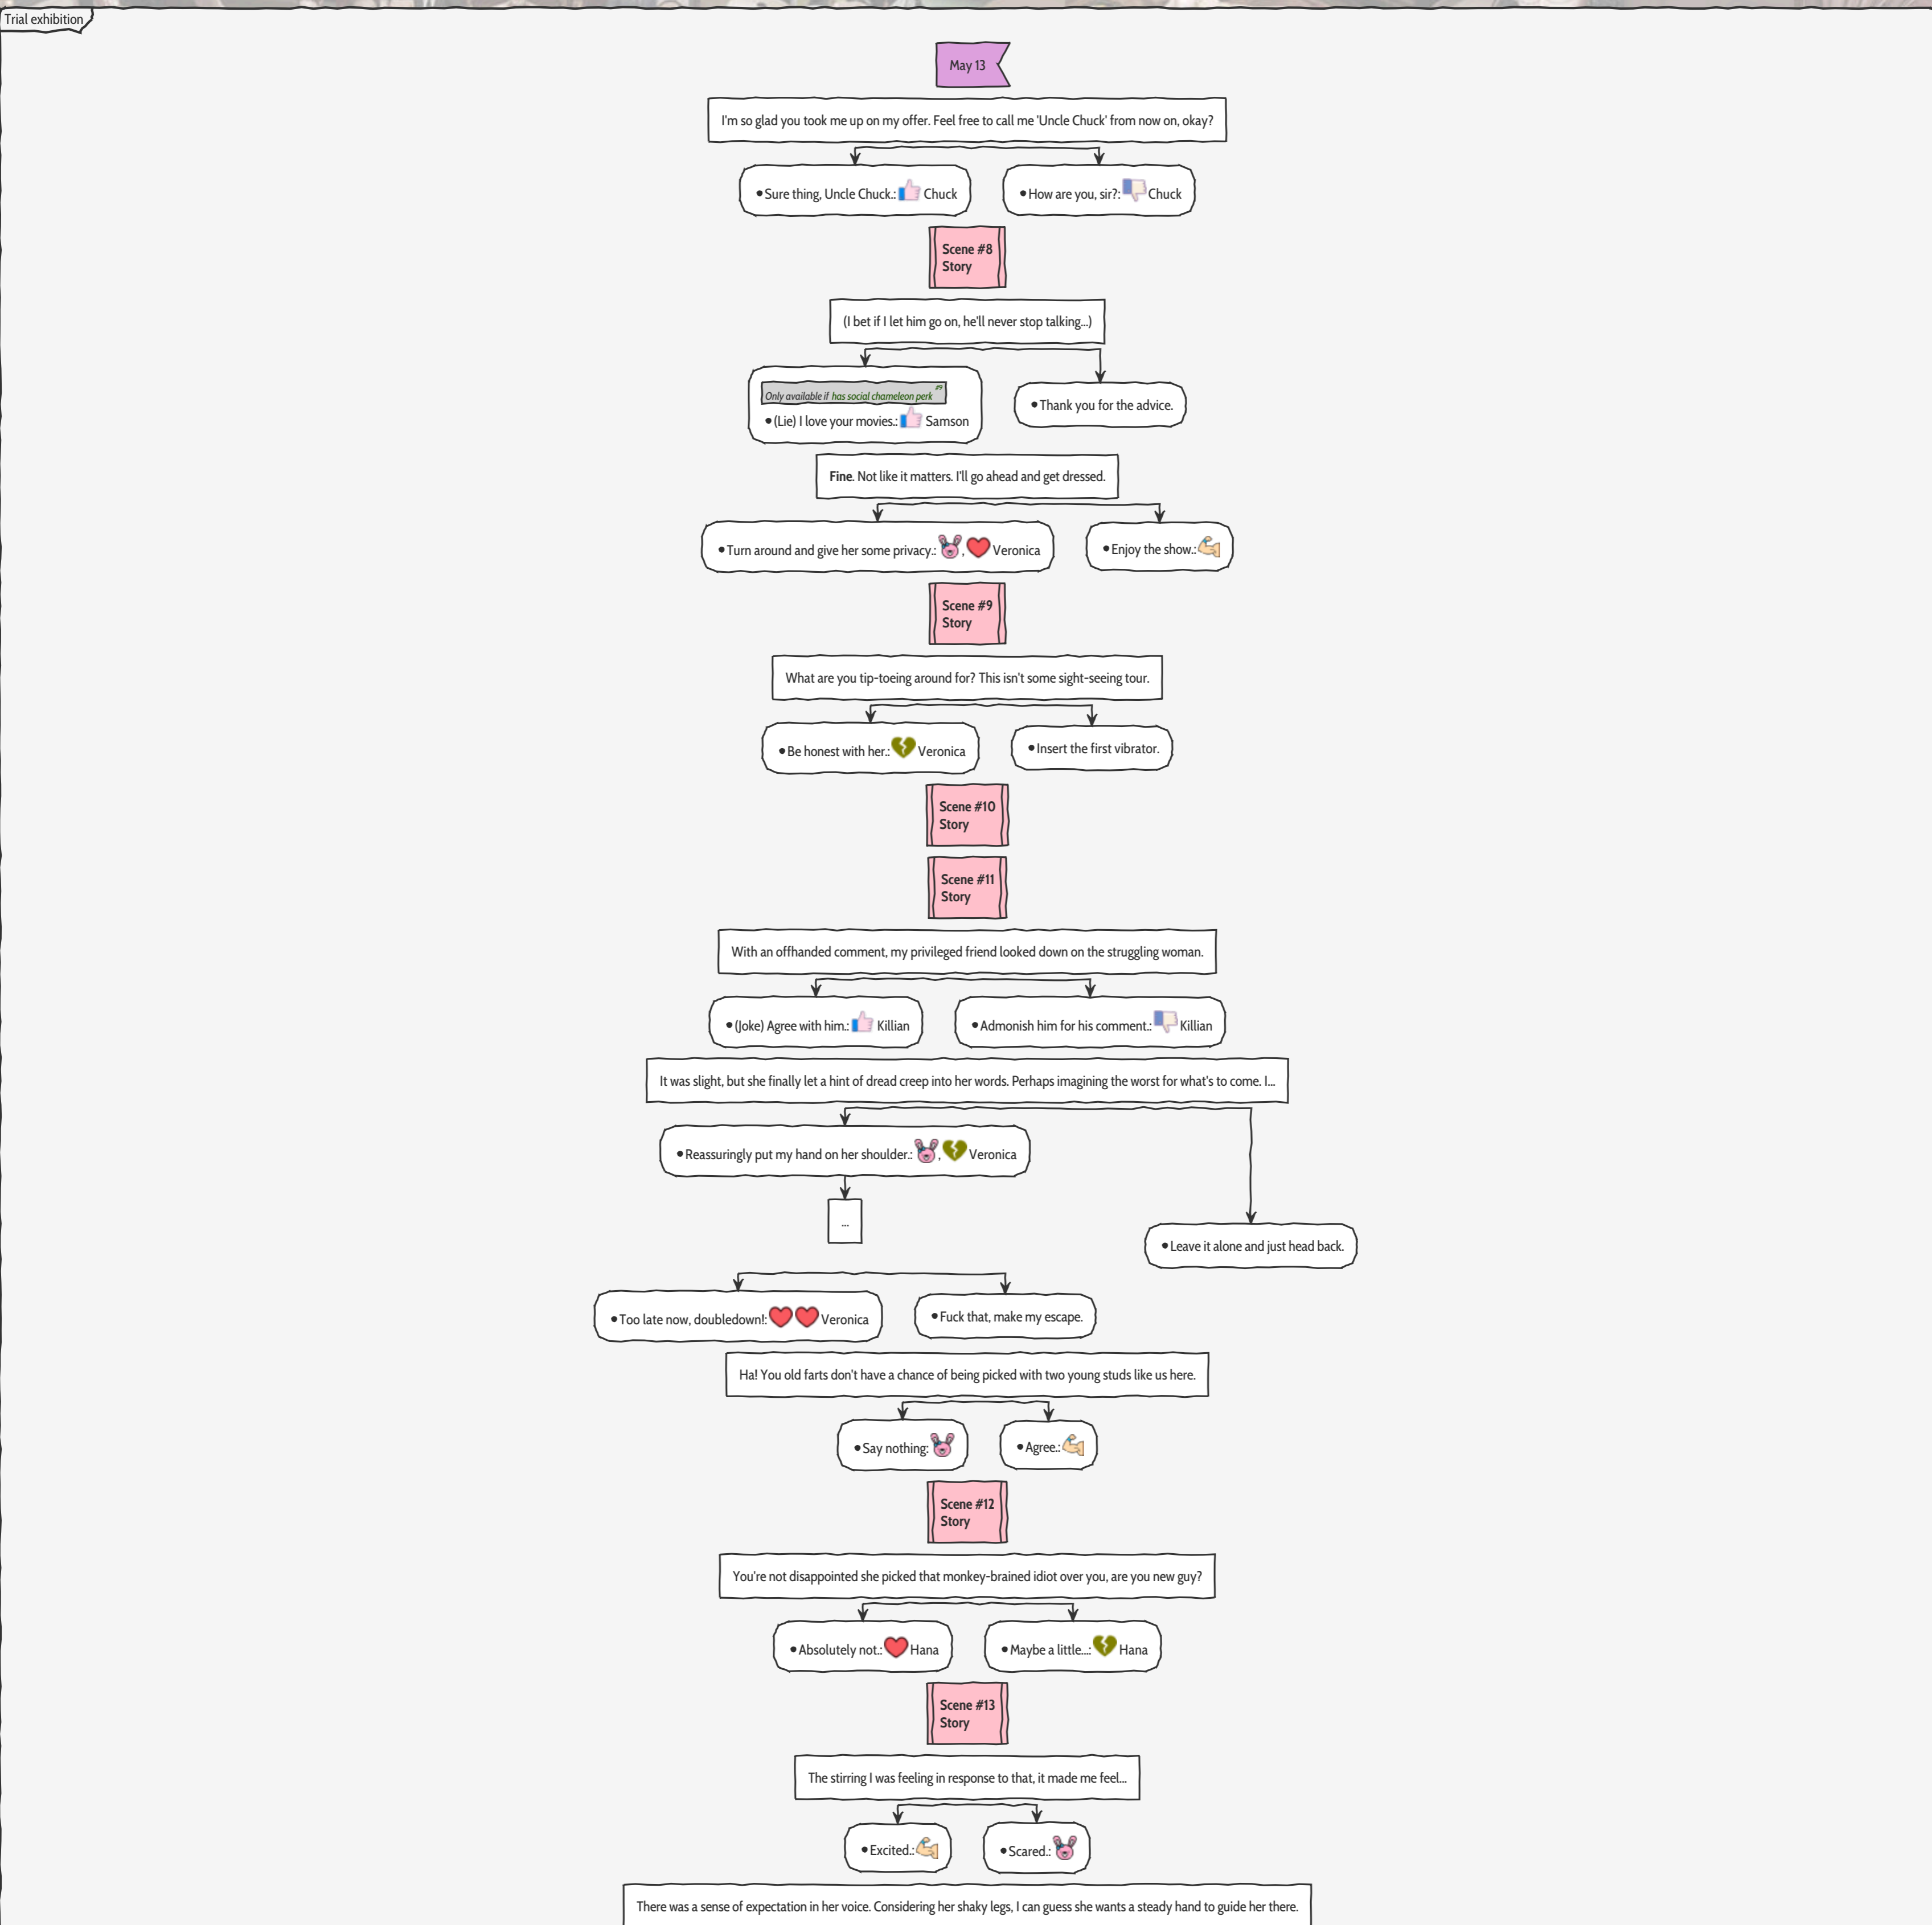 Trial exhibition
May 13
I'm so glad you took me up on my offer. Feel free to call me 'Uncle Chuck' from now on, okay?
•Sure thing, Uncle Chuck.: Chuck
•How are you, sir?: Chuck
Scene #8
Story
(I bet if I let him go on, he'll never stop talking...)
#9
Only available if has social chameleon perk
•(Lie) I love your movies.: Samson
•Thank you for the advice.
Fine. Not like it matters. I'll go ahead and get dressed.
•Turn around and give her some privacy.: , Veronica
•Enjoy the show.:
Scene #9
Story
What are you tip-toeing around for? This isn't some sight-seeing tour.
•Be honest with her.: Veronica
•Insert the first vibrator.
Scene #10
Story
Scene #11
Story
With an offhanded comment, my privileged friend looked down on the struggling woman.
•(Joke) Agree with him.: Killian
•Admonish him for his comment.: Killian
It was slight, but she finally let a hint of dread creep into her words. Perhaps imagining the worst for what's to come. I...
•Reassuringly put my hand on her shoulder.: , Veronica
...
•Leave it alone and just head back.
•Too late now, doubledown!: Veronica
•Fuck that, make my escape.
Ha! You old farts don't have a chance of being picked with two young studs like us here.
•Say nothing:
•Agree.:
Scene #12
Story
You're not disappointed she picked that monkey-brained idiot over you, are you new guy?
•Absolutely not.: Hana
•Maybe a little...: Hana
Scene #13
Story
The stirring I was feeling in response to that, it made me feel...
•Excited.:
•Scared.:
There was a sense of expectation in her voice. Considering her shaky legs, I can guess she wants a steady hand to guide her there.